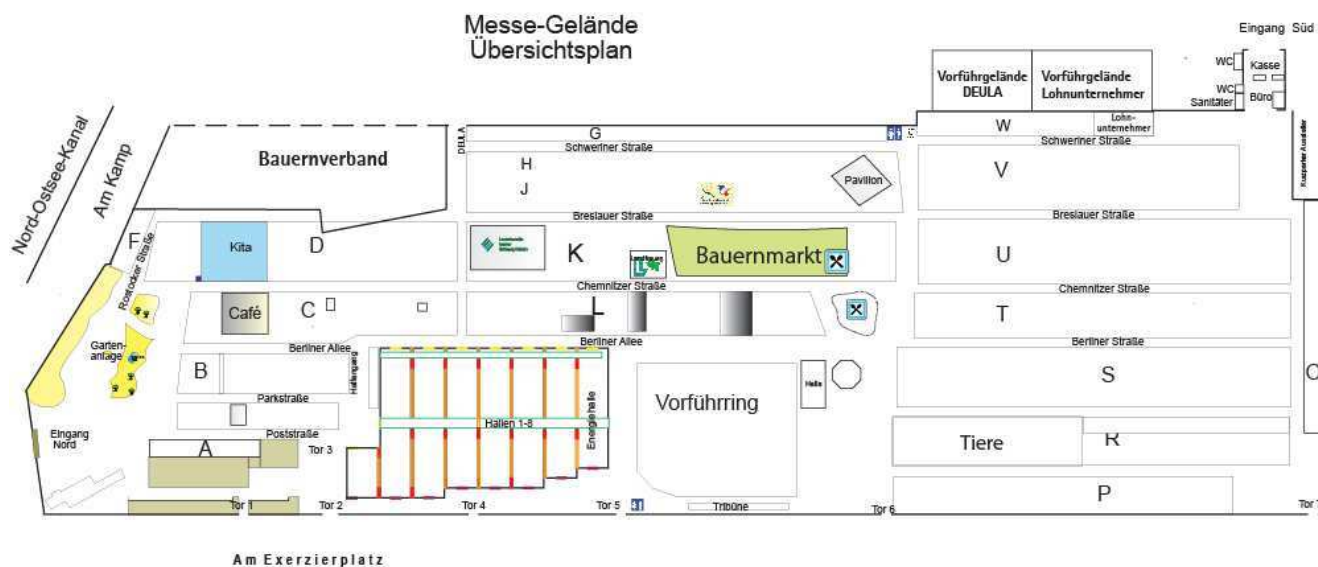 Messe-Gelände
Übersichtsplan
Eingang Süd
WC
Kasse
WC
Sanitäter
Büro
Vorführgelände
DEULA
Vorführgelände
Lohnunternehmer
Nord-Ostsee-Kanal
Am Kamp
Bauernverband
DEULA
G
W
Lohn-
unternehmer
Schweriner Straße
Schweriner Straße
H
J
Pavillon
V
Breslauer Straße
Breslauer Straße
F
Rostocker Straße
Kita
D
K
Bauernmarkt
U
Chemnitzer Straße
Chemnitzer Straße
Café
C
L
T
Garten-
anlage
Berliner Allee
Berliner Allee
Berliner Straße
B
Hallengang
Halle
S
Parkstraße
Vorführring
Hallen 1-8
Energiehalle
Eingang
Nord
Poststraße
A
Tor 3
Tiere
R
P
Tor 1
Tor 2
Tor 4
Tor 5
Tribüne
Tor 6
Tor 7
Am Exerzierplatz